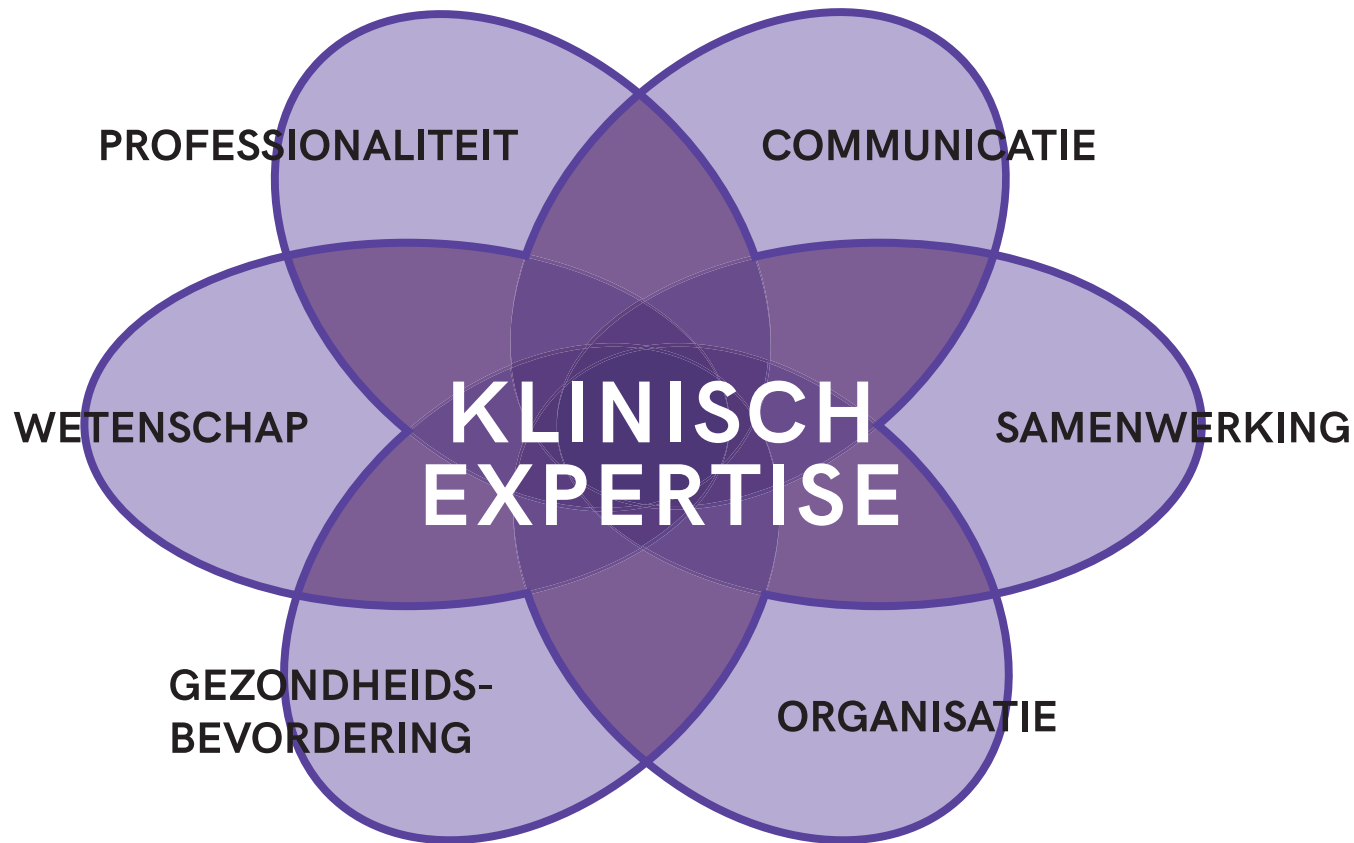 PROFESSIONALITEIT
COMMUNICATIE
WETENSCHAP
KLINISCH
EXPERTISE
SAMENWERKING
GEZONDHEIDS-
BEVORDERING
ORGANISATIE